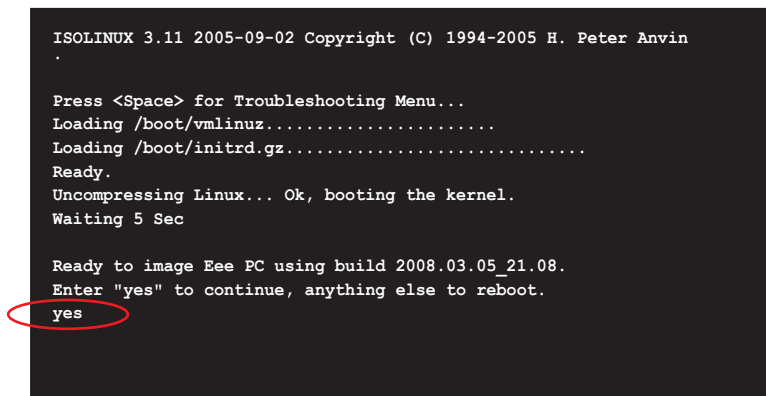 ISOLINUX 3.11 2005-09-02 Copyright (C) 1994-2005 H. Peter Anvin
.
Press <Space> for Troubleshooting Menu...
Loading /boot/vmlinuz.......................
Loading /boot/initrd.gz..............................
Ready.
Uncompressing Linux... Ok, booting the kernel.
Waiting 5 Sec
Ready to image Eee PC using build 2008.03.05_21.08.
Enter "yes" to continue, anything else to reboot.
yes